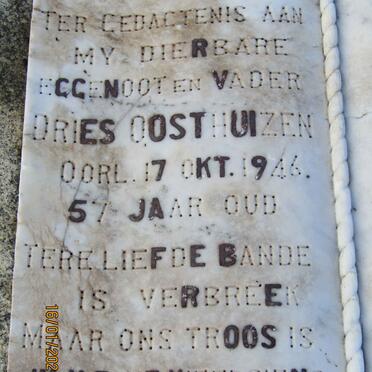 TER GEDAGTENIS AAN
MY DIERBARE
EGGENOOT EN VADER
DRIES OOSTHUIZEN
OORL. 17 OKT. 1946.
57 JAAR OUD
TERE LIEFDE BANDE
IS VERBREEK
MAAR ONS TROOS IS